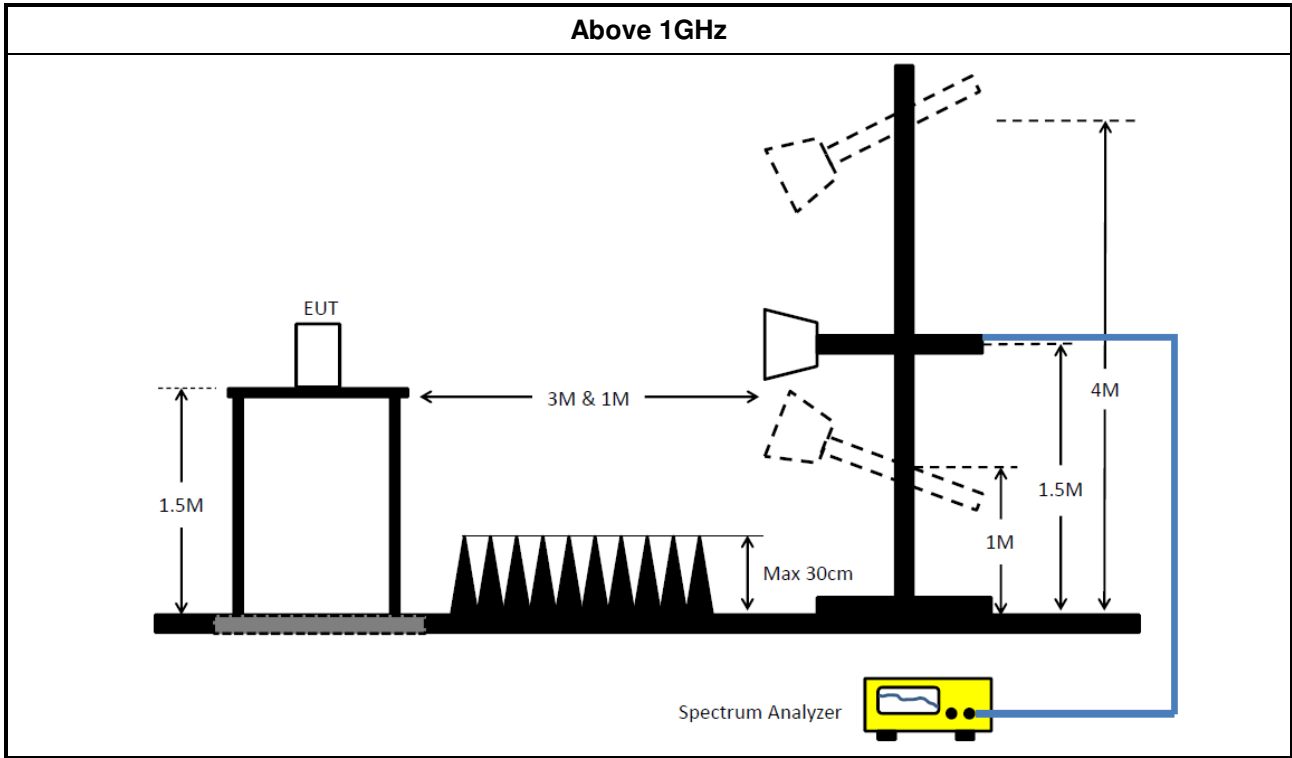 Above 1GHz
EUT
3M & 1M
4M
1.5M
1.5M
1M
Max 30cm
Spectrum Analyzer